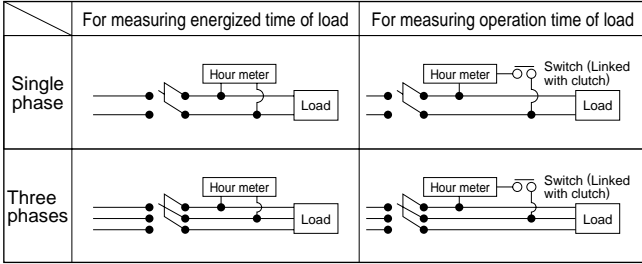 For measuring energized time of load
For measuring operation time of load
Single
phase
Hour meter
Load
Hour meter
Switch (Linked
with clutch)
Load
Three
phases
Hour meter
Load
Hour meter
Switch (Linked
with clutch)
Load